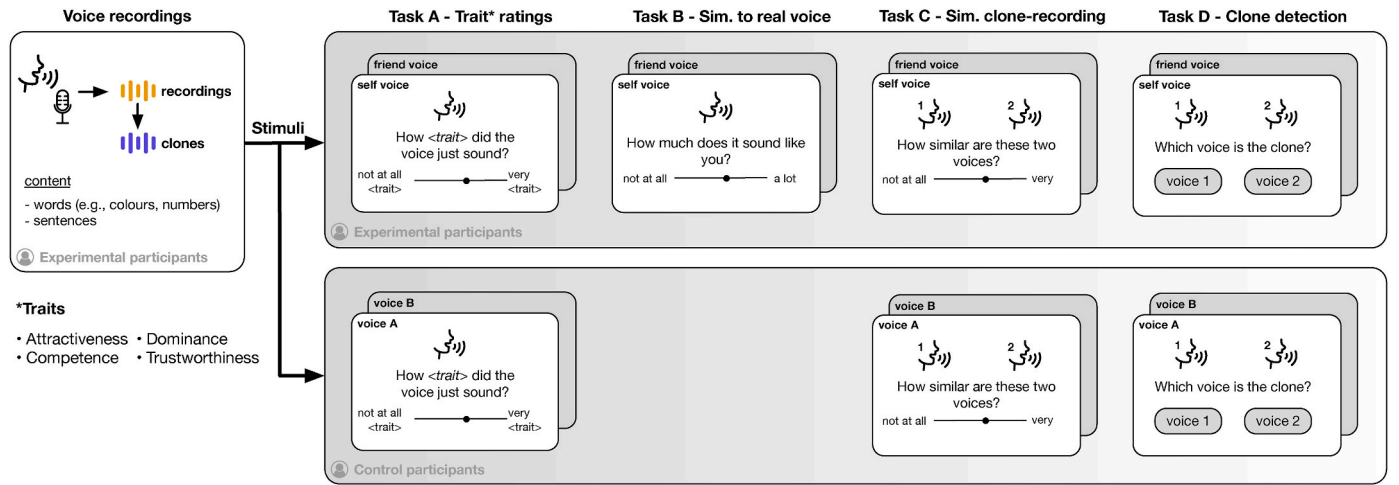 Voice recordings
recordings
clones
content
- words (e.g., colours, numbers)
- sentences
Experimental participants
Stimuli
*Traits
• Attractiveness • Dominance
• Competence • Trustworthiness
Task A - Trait* ratings
friend voice
self voice
How <trait> did the
voice just sound?
not at all
<trait>
very
<trait>
Task B - Sim. to real voice
friend voice
self voice
How much does it sound like
you?
not at all
a lot
Task C - Sim. clone-recording
friend voice
self voice
1
2
How similar are these two
voices?
not at all
very
Task D - Clone detection
friend voice
self voice
1
2
Which voice is the clone?
voice 1
voice 2
Experimental participants
voice B
voice A
How <trait> did the
voice just sound?
not at all
<trait>
very
<trait>
voice B
voice A
1
2
How similar are these two
voices?
not at all
very
voice B
voice A
1
2
Which voice is the clone?
voice 1
voice 2
Control participants